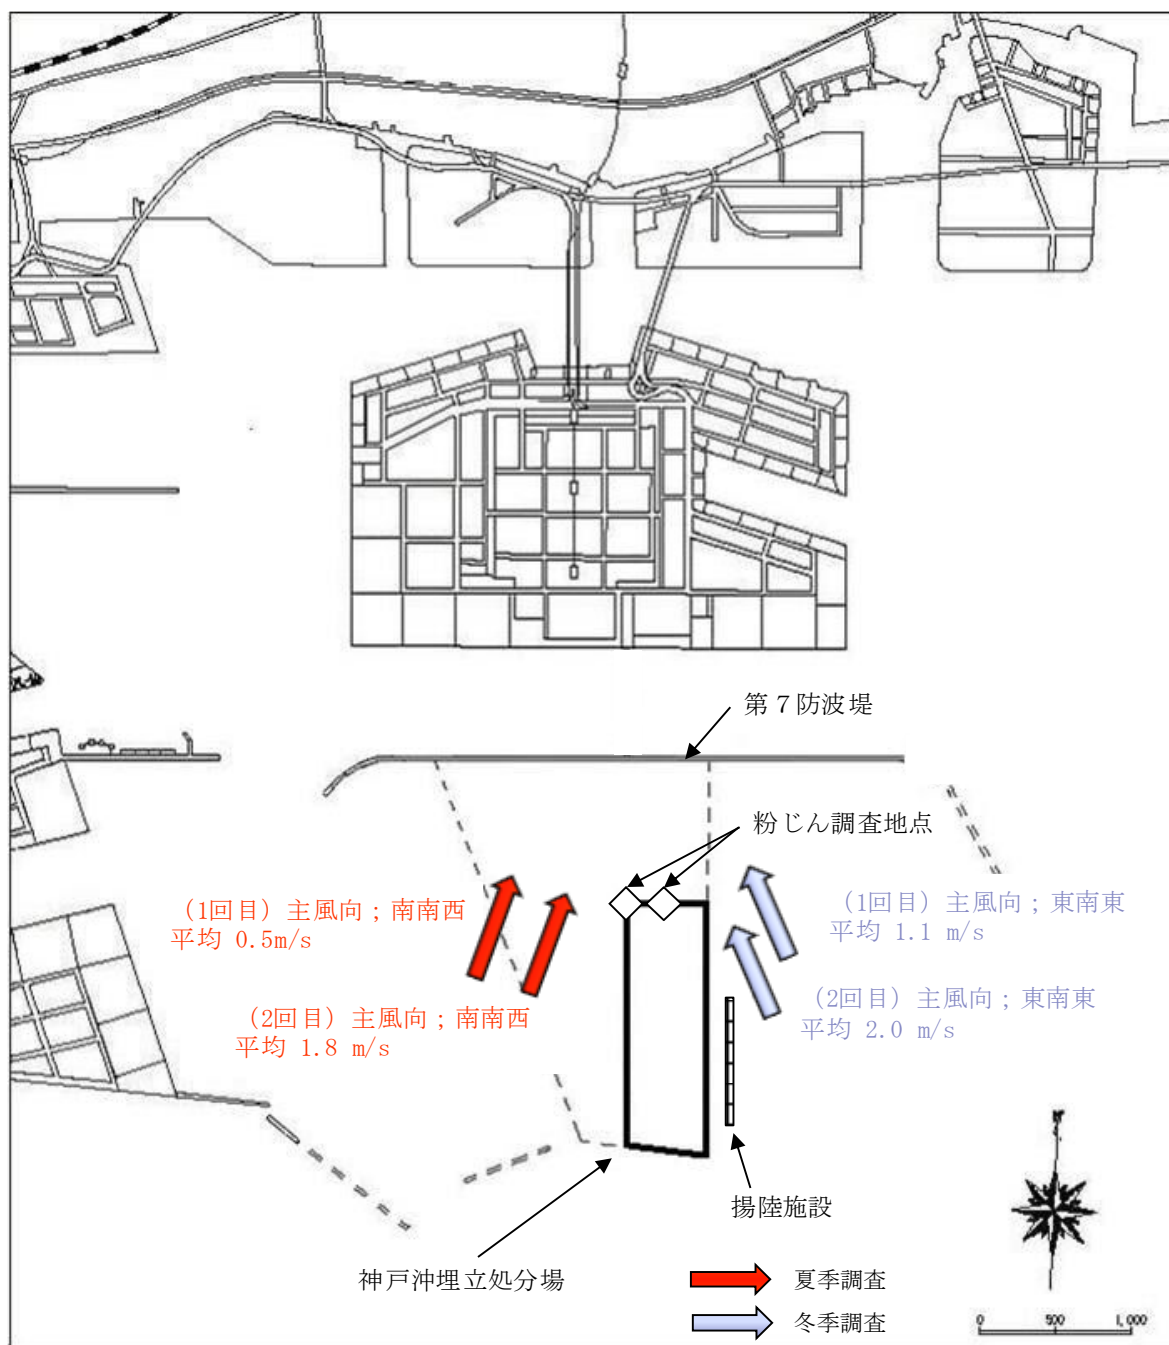 第７防波堤
粉じん調査地点
（1回目）主風向；南南西
平均 0.5m/s
（1回目）主風向；東南東
平均 1.1 m/s
（2回目）主風向；南南西
平均 1.8 m/s
（2回目）主風向；東南東
平均 2.0 m/s
揚陸施設
神戸沖埋立処分場
夏季調査
冬季調査
0 500 1,000